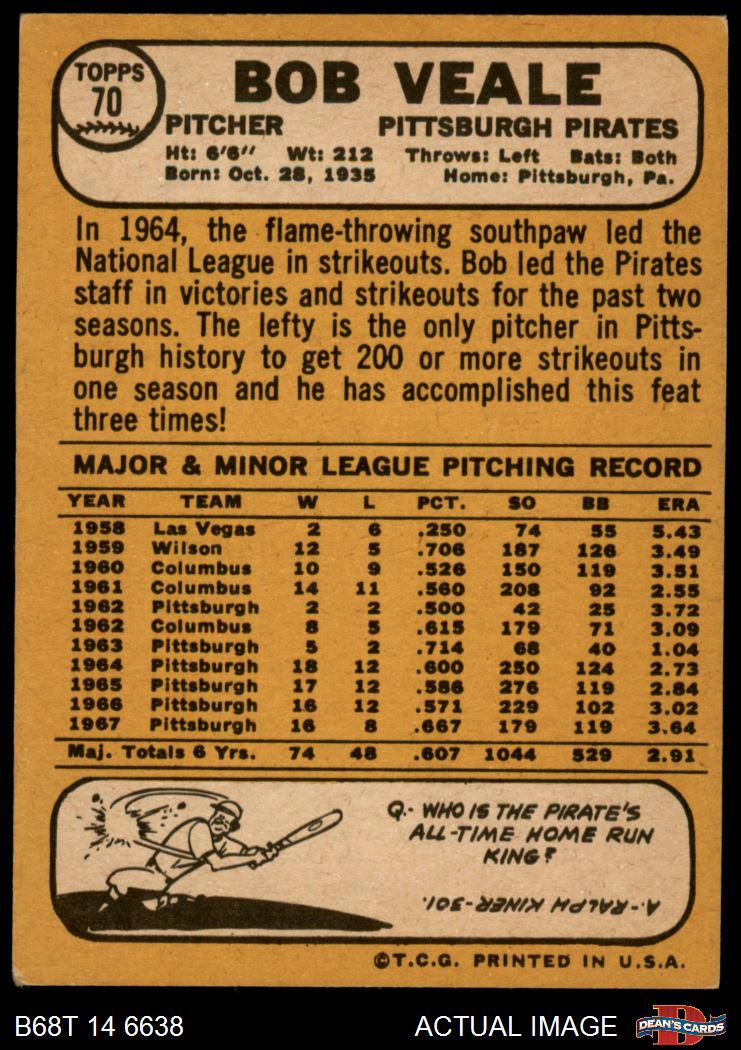 TOPPS
70
BOB VEALE
PITCHER PITTSBURGH PIRATES
Ht: 6'6" Wt: 212 Throws: Left Bats: Both
Born: Oct. 28, 1935 Home: Pittsburgh, Pa.
In 1964, the flame-throwing southpaw led the
National League in strikeouts. Bob led the Pirates
staff in victories and strikeouts for the past two
seasons. The lefty is the only pitcher in Pitts-
burgh history to get 200 or more strikeouts in
one season and he has accomplished this feat
three times!
MAJOR & MINOR LEAGUE PITCHING RECORD
YEAR TEAM W L PCT. SO BB ERA
1958 Las Vegas 2 6 .250 74 55 5.43
1959 Wilson 12 5 .706 187 126 3.49
1960 Columbus 10 9 .526 150 119 3.51
1961 Columbus 14 11 .560 208 92 2.55
1962 Pittsburgh 2 2 .500 42 25 3.72
1962 Columbus 8 5 .615 179 71 3.09
1963 Pittsburgh 5 2 .714 68 40 1.04
1964 Pittsburgh 18 12 .600 250 124 2.73
1965 Pittsburgh 17 12 .586 276 119 2.84
1966 Pittsburgh 16 12 .571 229 102 3.02
1967 Pittsburgh 16 8 .667 179 119 3.64
Maj. Totals 6 Yrs. 74 48 .607 1044 529 2.91
Q.- WHO IS THE PIRATE'S
ALL-TIME HOME RUN
KING?
A.- RALPH KINER-301.
©T.C.G. PRINTED IN U.S.A.
B68T 14 6638 ACTUAL IMAGE DEAN'S CARDS